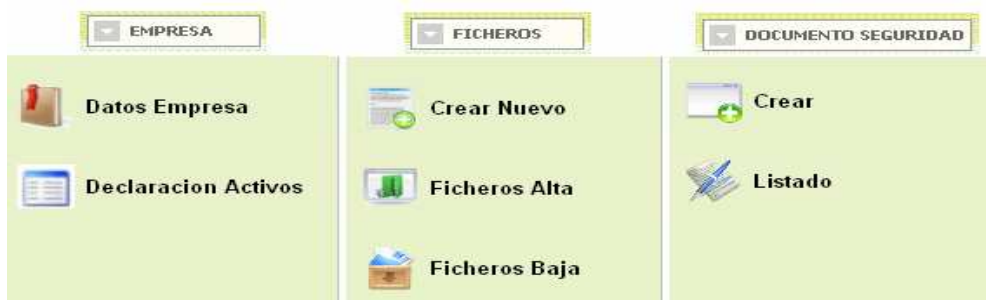 EMPRESA
Datos Empresa
Declaracion Activos
FICHEROS
Crear Nuevo
Ficheros Alta
Ficheros Baja
DOCUMENTO SEGURIDAD
Crear
Listado